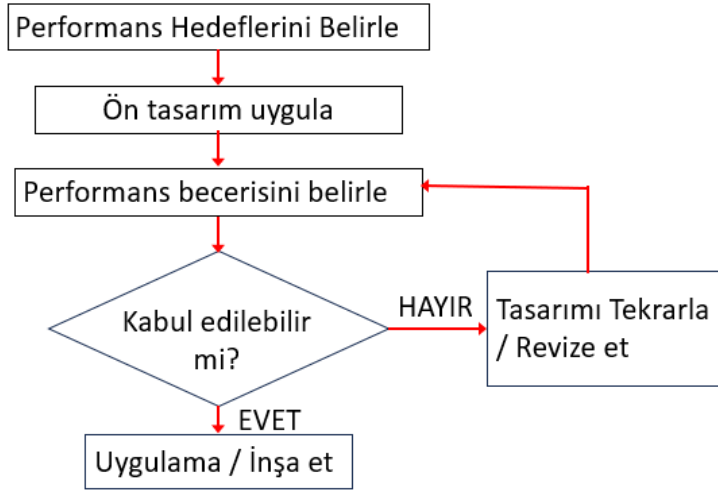 Performans Hedeflerini Belirle
Ön tasarım uygula
Performans becerisini belirle
Kabul edilebilir
mi?
HAYIR
Tasarımı Tekrarla
/ Revize et
EVET
Uygulama / İnşa et